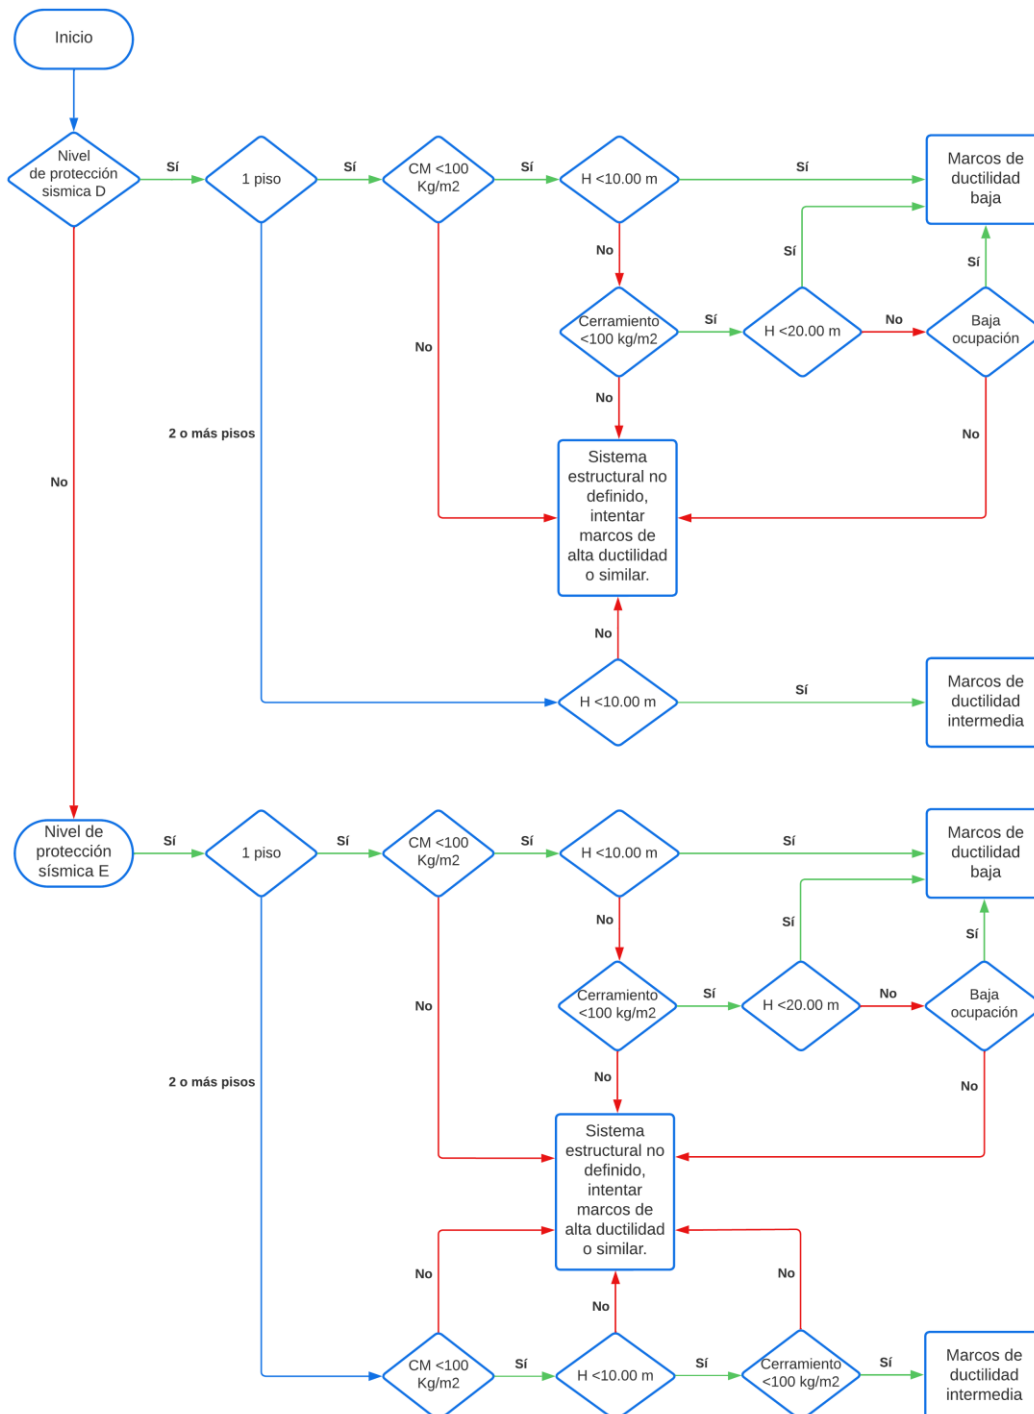 Inicio
Nivel
de protección
sismica D
Sí
1 piso
Sí
CM <100
Kg/m2
Sí
H <10.00 m
Sí
Marcos de
ductilidad
baja
No
Sí
Sí
Cerramiento
<100 kg/m2
Sí
H <20.00 m
No
Baja
ocupación
No
No
No
2 o más pisos
Sistema
estructural no
definido,
intentar
marcos de
alta ductilidad
o similar.
No
No
H <10.00 m
Sí
Marcos de
ductilidad
intermedia
Nivel de
protección
sísmica E
Sí
1 piso
Sí
CM <100
Kg/m2
Sí
H <10.00 m
Sí
Marcos de
ductilidad
baja
No
Sí
Sí
Cerramiento
<100 kg/m2
Sí
H <20.00 m
No
Baja
ocupación
No
No
No
2 o más pisos
Sistema
estructural no
definido,
intentar
marcos de
alta ductilidad
o similar.
No
No
No
CM <100
Kg/m2
Sí
H <10.00 m
Sí
Cerramiento
<100 kg/m2
Sí
Marcos de
ductilidad
intermedia